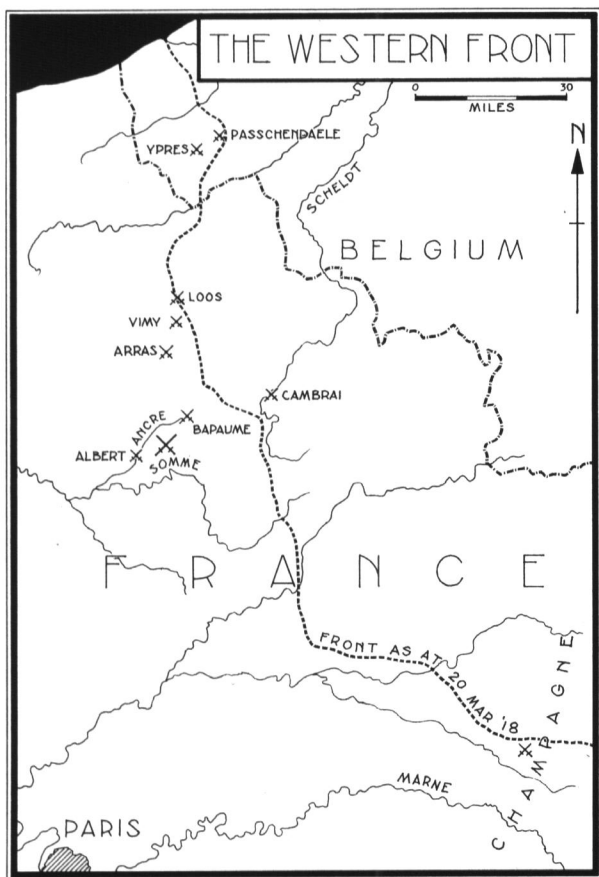 THE WESTERN FRONT
0 30
MILES
N
PASSCHENDAELE
YPRES
SCHELDT
BELGIUM
LOOS
VIMY
ARRAS
CAMBRAI
ANCRE
BAPAUME
ALBERT
SOMME
FRANCE
FRONT AS AT 20 MAR '18
CHAMPAGNE
MARNE
PARIS